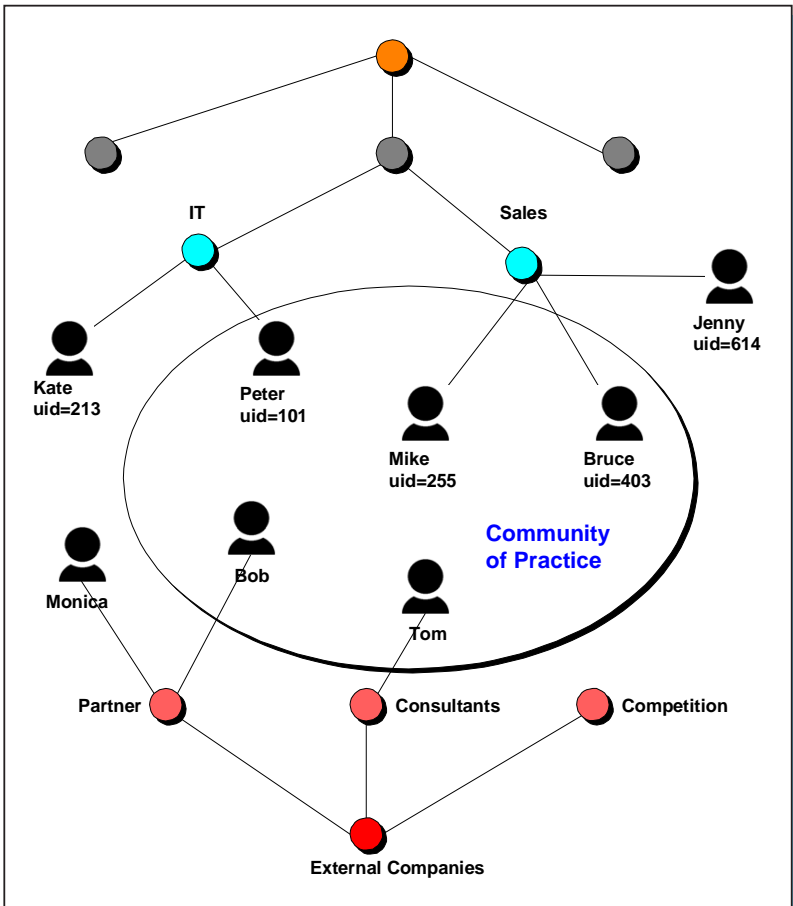 IT
Sales
Jenny
uid=614
Kate
uid=213
Peter
uid=101
Mike
uid=255
Bruce
uid=403
Community
of Practice
Monica
Bob
Tom
Partner
Consultants
Competition
External Companies